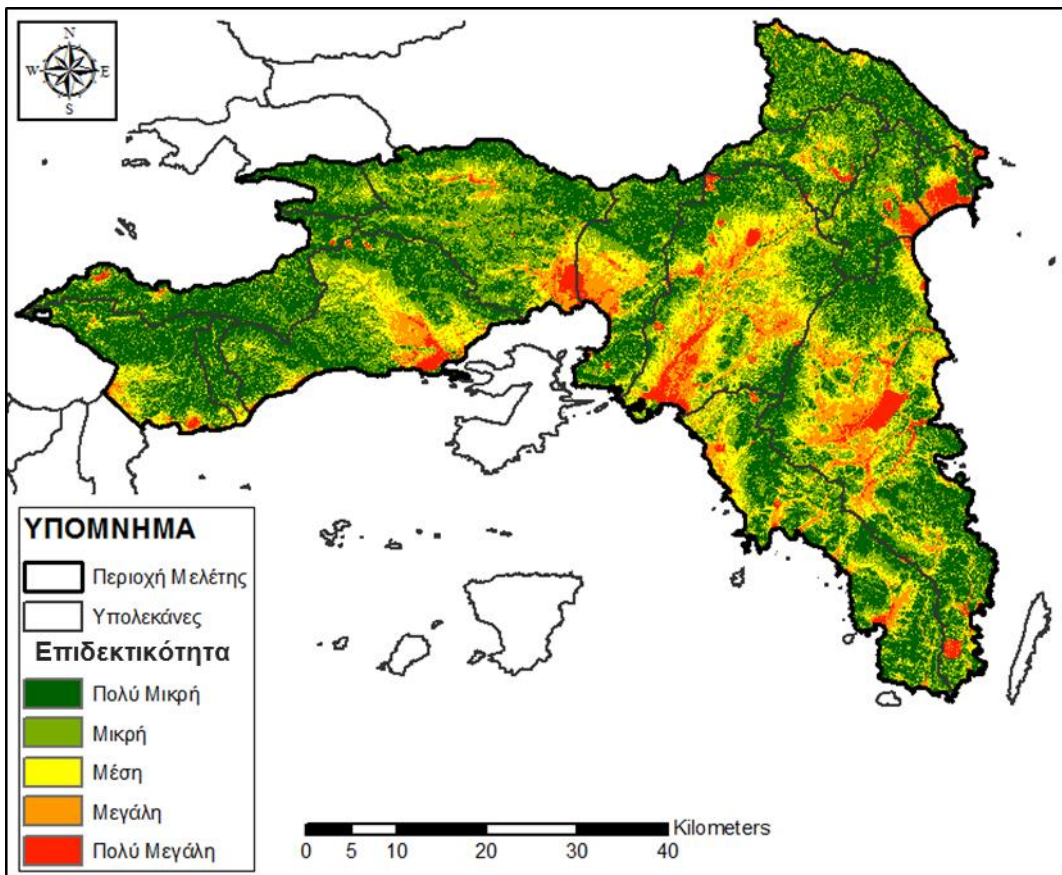 N
W E
S
ΥΠΟΜΝΗΜΑ
Περιοχή Μελέτης
Υπολεκάνες
Επιδεκτικότητα
Πολύ Μικρή
Μικρή
Μέση
Μεγάλη
Πολύ Μεγάλη
Kilometers
0 5 10 20 30 40